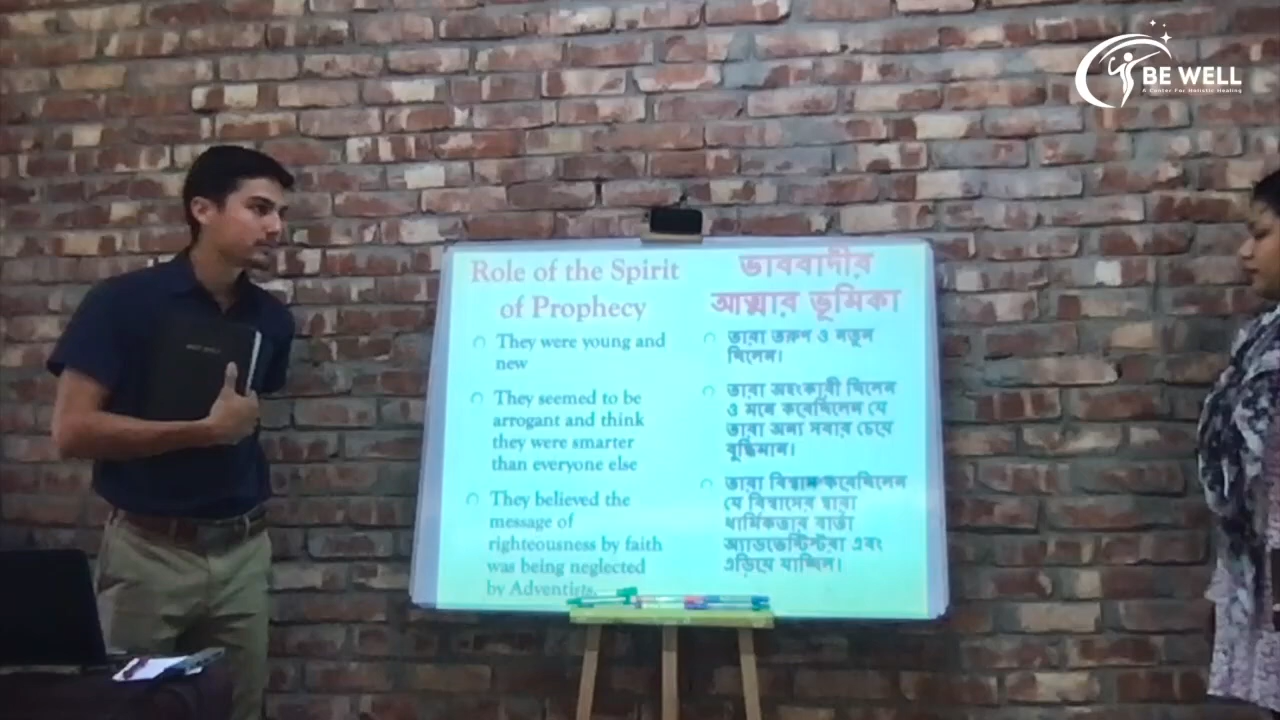 BE WELL
A Center For Holistic Healing
Role of the Spirit
of Prophecy
They were young and
new
They seemed to be
arrogant and think
they were smarter
than everyone else
They believed the
message of
righteousness by faith
was being neglected
by Adventists.
ভাববাদীর
আত্মার ভূমিকা
তারা তরুণ ও নতুন
ছিলেন।
তারা অহংকারী ছিলেন
ও মনে করেছিলেন যে
তারা অন্য সবার চেয়ে
বুদ্ধিমান।
তারা বিশ্বাস করেছিলেন
যে বিশ্বাসের দ্বারা
ধার্মিকতার বার্তা
অ্যাডভেন্টিস্টরা এবং
এড়িয়ে যাচ্ছিল।
HOLY BIBLE